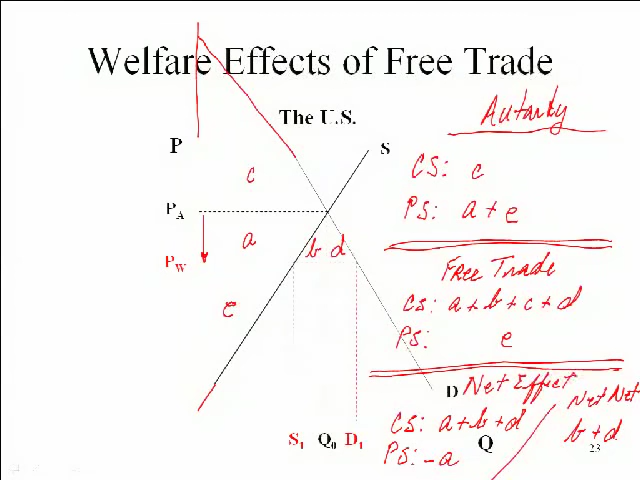 Welfare Effects of Free Trade
The U.S.
Autarky
P
S
c
CS: c
PA
PS: a + e
a
b d
PW
Free Trade
e
CS: a + b + c + d
PS: e
D
Net Effect
Net Net
CS: a + b + d
b + d
S1 Q0 D1
Q
23
PS: -a